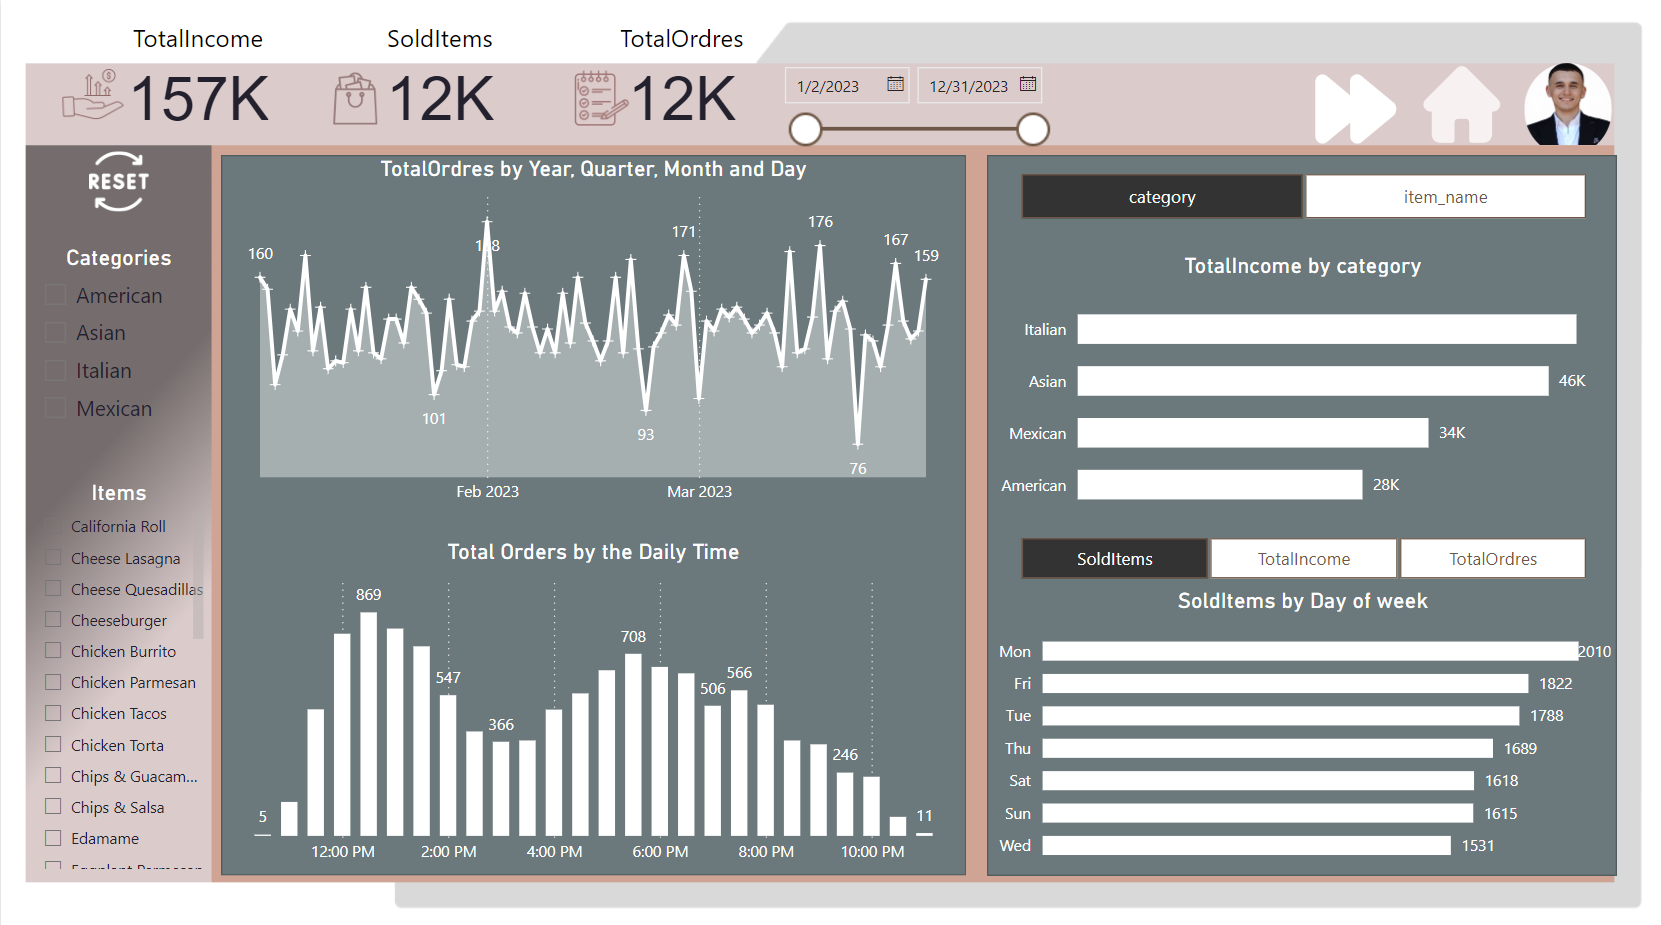 TotalIncome
SoldItems
TotalOrdres
157K
12K
12K
1/2/2023
12/31/2023
RESET
Categories
American
Asian
Italian
Mexican
Items
California Roll
Cheese Lasagna
Cheese Quesadillas
Cheeseburger
Chicken Burrito
Chicken Parmesan
Chicken Tacos
Chicken Torta
Chips & Guacam...
Chips & Salsa
Edamame
TotalOrdres by Year, Quarter, Month and Day
160
171
176
167
159
101
93
76
Feb 2023
Mar 2023
Total Orders by the Daily Time
5
869
547
366
708
506
566
246
11
12:00 PM
2:00 PM
4:00 PM
6:00 PM
8:00 PM
10:00 PM
category
item_name
TotalIncome by category
Italian
Asian
46K
Mexican
34K
American
28K
SoldItems
TotalIncome
TotalOrdres
SoldItems by Day of week
Mon
2010
Fri
1822
Tue
1788
Thu
1689
Sat
1618
Sun
1615
Wed
1531